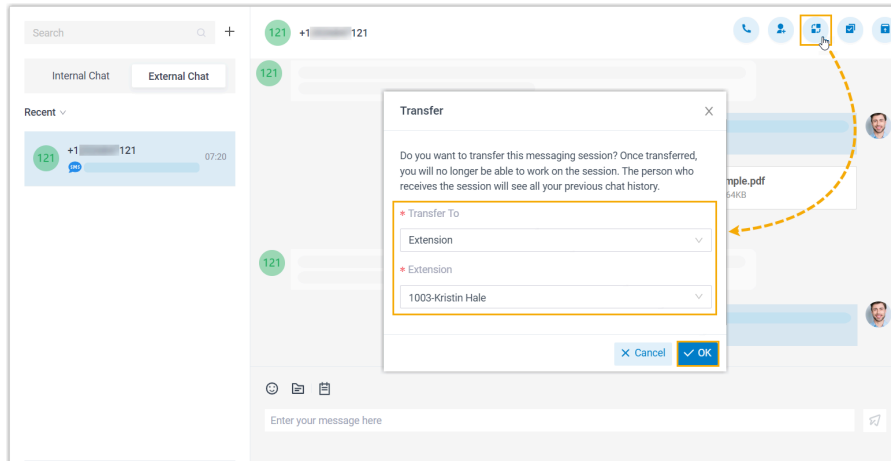 Search
+1 121
121
Internal Chat
External Chat
Recent
121
+1 121
07:20
SMS
121
Transfer
Do you want to transfer this messaging session? Once transferred,
you will no longer be able to work on the session. The person who
receives the session will see all your previous chat history.
* Transfer To
Extension
* Extension
1003-Kristin Hale
Cancel
OK
mple.pdf
64KB
121
Enter your message here